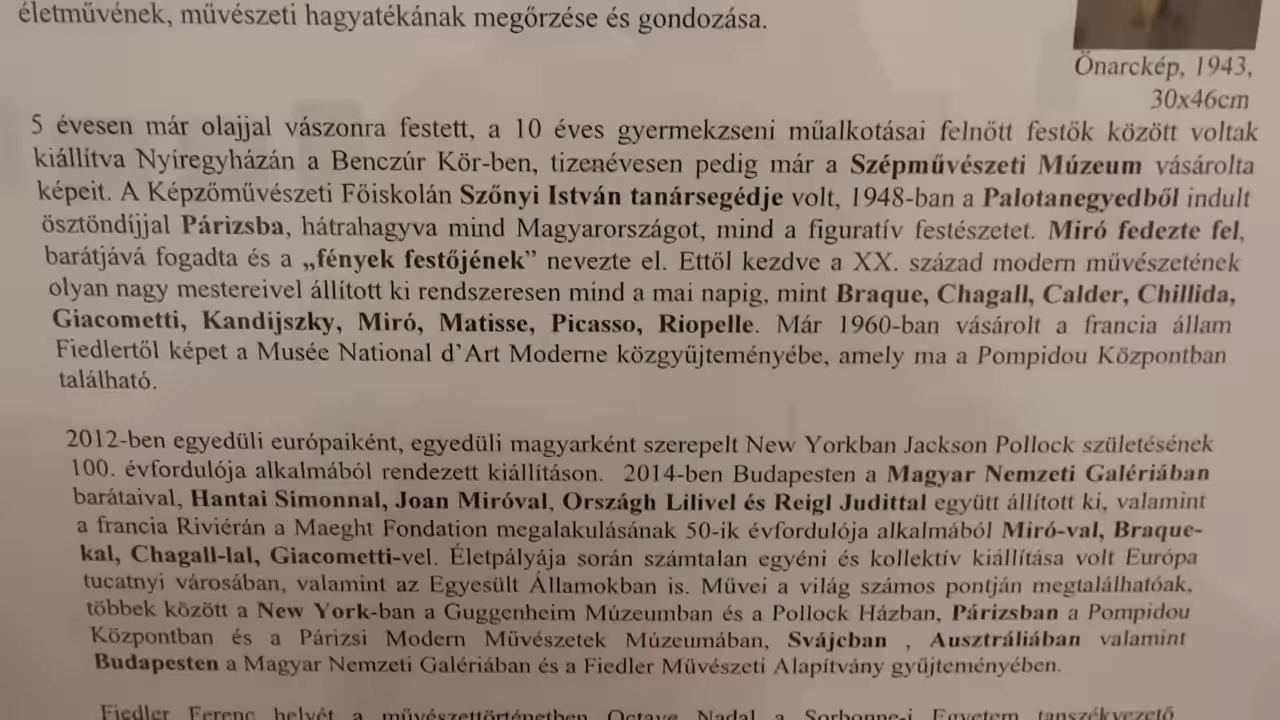 életművének, művészeti hagyatékának megőrzése és gondozása.
Önarckép, 1943,
30x46cm
5 évesen már olajjal vászonra festett, a 10 éves gyermekzseni műalkotásai felnőtt festők között voltak
kiállítva Nyíregyházán a Benczúr Kör-ben, tizenévesen pedig már a Szépművészeti Múzeum vásárolta
képeit. A Képzőművészeti Főiskolán Szőnyi István tanársegédje volt, 1948-ban a Palotanegyedből indult
ösztöndíjjal Párizsba, hátrahagyva mind Magyarországot, mind a figuratív festészetet. Miró fedezte fel,
barátjává fogadta és a „fények festőjének” nevezte el. Ettől kezdve a XX. század modern művészetének
olyan nagy mestereivel állított ki rendszeresen mind a mai napig, mint Braque, Chagall, Calder, Chillida,
Giacometti, Kandijszky, Miró, Matisse, Picasso, Riopelle. Már 1960-ban vásárolt a francia állam
Fiedlertől képet a Musée National d’Art Moderne közgyűjteményébe, amely ma a Pompidou Központban
található.
2012-ben egyedüli európaiként, egyedüli magyarként szerepelt New Yorkban Jackson Pollock születésének
100. évfordulója alkalmából rendezett kiállításon. 2014-ben Budapesten a Magyar Nemzeti Galériában
barátaival, Hantai Simonnal, Joan Miróval, Országh Lilivel és Reigl Judittal együtt állított ki, valamint
a francia Riviérán a Maeght Fondation megalakulásának 50-ik évfordulója alkalmából Miró-val, Braque-
kal, Chagall-lal, Giacometti-vel. Életpályája során számtalan egyéni és kollektív kiállítása volt Európa
tucatnyi városában, valamint az Egyesült Államokban is. Művei a világ számos pontján megtalálhatóak,
többek között a New York-ban a Guggenheim Múzeumban és a Pollock Házban, Párizsban a Pompidou
Központban és a Párizsi Modern Művészetek Múzeumában, Svájcban , Ausztráliában valamint
Budapesten a Magyar Nemzeti Galériában és a Fiedler Művészeti Alapítvány gyűjteményében.
Fiedler Ferenc helyét a művészettörténetben Octave Nadal a Sorbonne-i Egyetem tanszékvezető